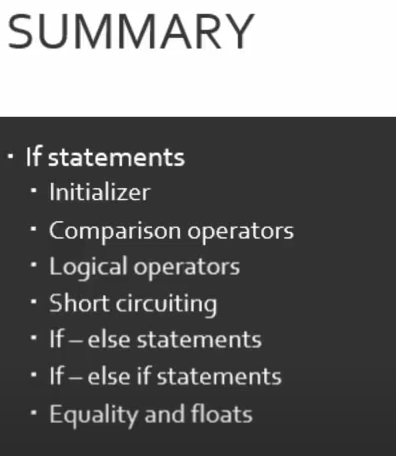 SUMMARY
· If statements
· Initializer
· Comparison operators
· Logical operators
· Short circuiting
· If – else statements
· If – else if statements
· Equality and floats